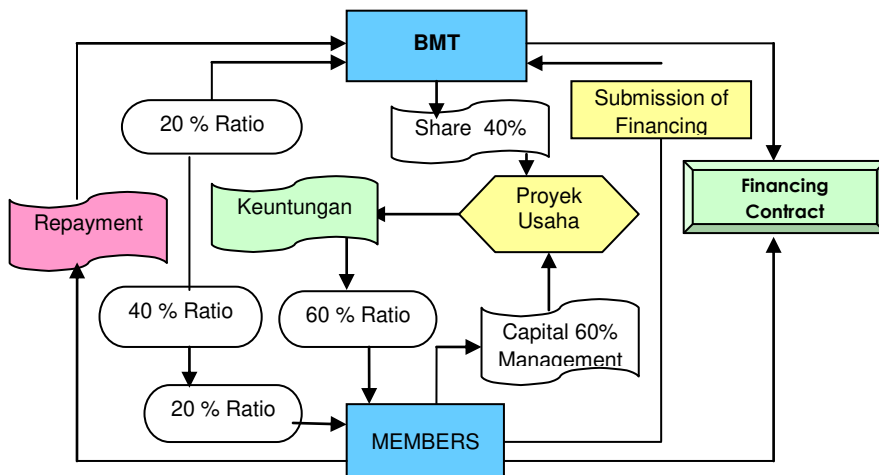 BMT
Submission of
Financing
20 % Ratio
Share 40%
Financing
Contract
Repayment
Keuntungan
Proyek
Usaha
40 % Ratio
60 % Ratio
Capital 60%
Management
20 % Ratio
MEMBERS